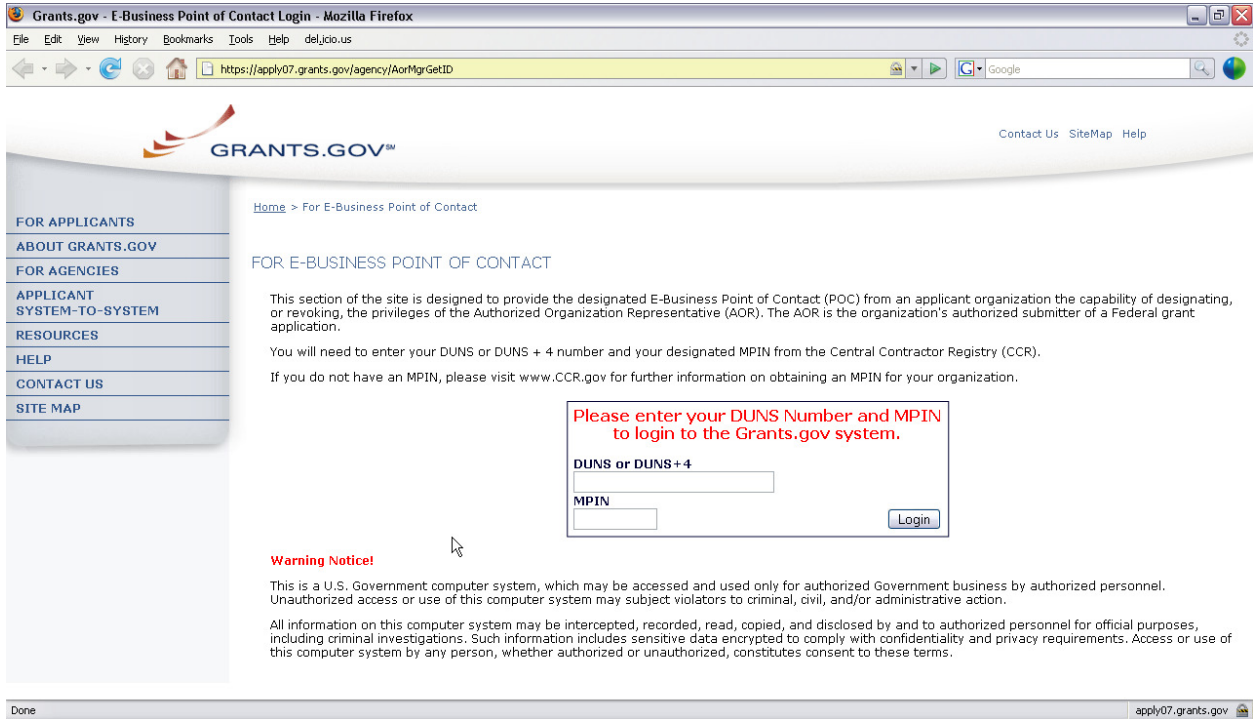 Grants.gov - E-Business Point of Contact Login - Mozilla Firefox
File Edit View History Bookmarks Tools Help del.icio.us
https://apply07.grants.gov/agency/AorMgrGetID
G Google
GRANTS.GOV℠
Contact Us SiteMap Help
FOR APPLICANTS
ABOUT GRANTS.GOV
FOR AGENCIES
APPLICANT
SYSTEM-TO-SYSTEM
RESOURCES
HELP
CONTACT US
SITE MAP
Home > For E-Business Point of Contact
FOR E-BUSINESS POINT OF CONTACT
This section of the site is designed to provide the designated E-Business Point of Contact (POC) from an applicant organization the capability of designating,
or revoking, the privileges of the Authorized Organization Representative (AOR). The AOR is the organization's authorized submitter of a Federal grant
application.
You will need to enter your DUNS or DUNS + 4 number and your designated MPIN from the Central Contractor Registry (CCR).
If you do not have an MPIN, please visit www.CCR.gov for further information on obtaining an MPIN for your organization.
Please enter your DUNS Number and MPIN
to login to the Grants.gov system.
DUNS or DUNS+4
MPIN
Login
Warning Notice!
This is a U.S. Government computer system, which may be accessed and used only for authorized Government business by authorized personnel.
Unauthorized access or use of this computer system may subject violators to criminal, civil, and/or administrative action.
All information on this computer system may be intercepted, recorded, read, copied, and disclosed by and to authorized personnel for official purposes,
including criminal investigations. Such information includes sensitive data encrypted to comply with confidentiality and privacy requirements. Access or use of
this computer system by any person, whether authorized or unauthorized, constitutes consent to these terms.
Done
apply07.grants.gov